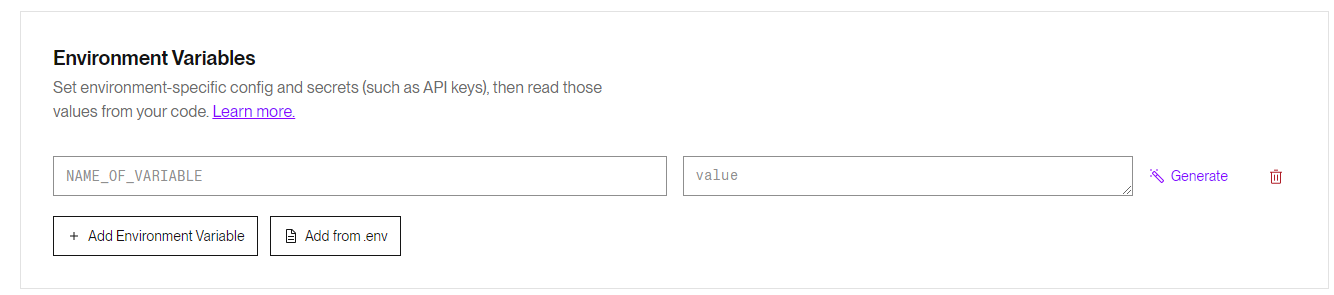 Environment Variables
Set environment-specific config and secrets (such as API keys), then read those
values from your code. Learn more.
NAME_OF_VARIABLE
value
Generate
Add Environment Variable
Add from .env